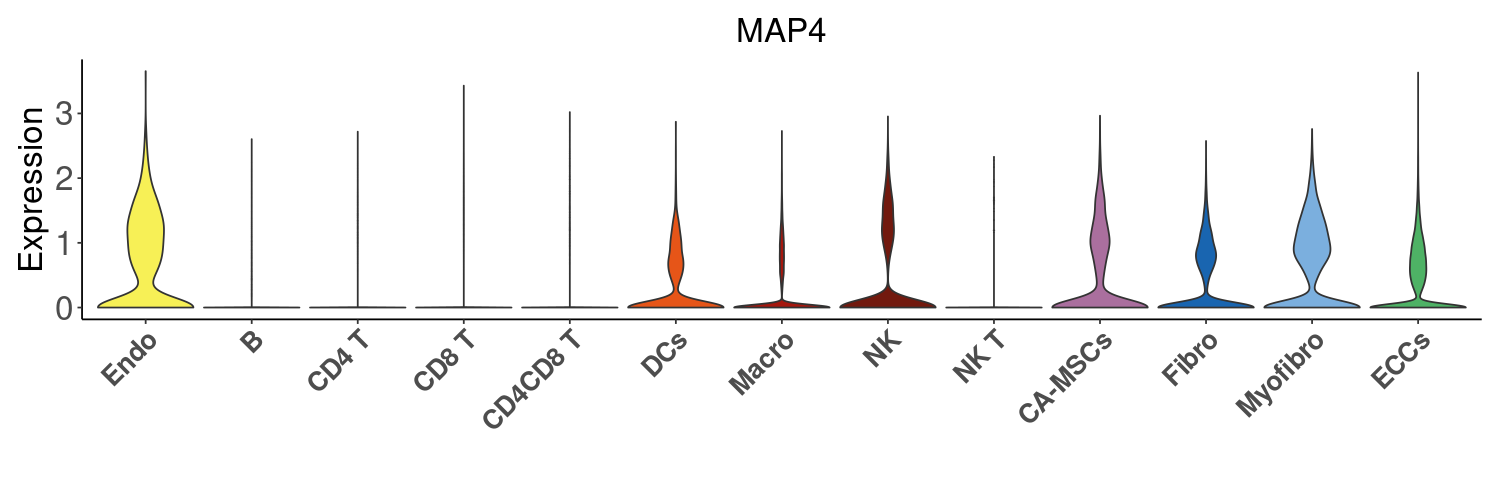 MAP4
Expression
3
2
1
0
Endo
B
CD4 T
CD8 T
CD4CD8 T
DCs
Macro
NK
NK T
CA-MSCs
Fibro
Myofibro
ECCs